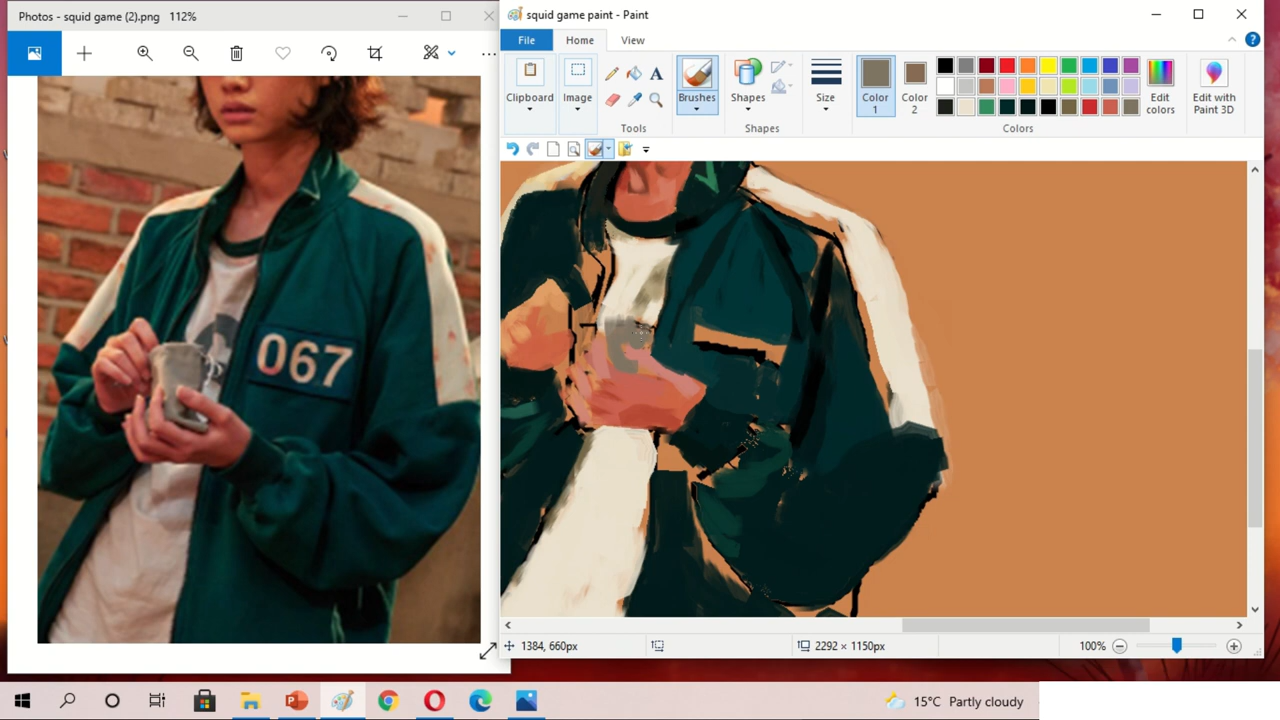 Photos - squid game (2).png 112%
squid game paint - Paint
File
Home
View
Clipboard
Image
Tools
Brushes
Shapes
Shapes
Size
Color
1
Color
2
Edit
colors
Edit with
Paint 3D
Colors
067
1384, 660px
2292 × 1150px
100%
15°C Partly cloudy